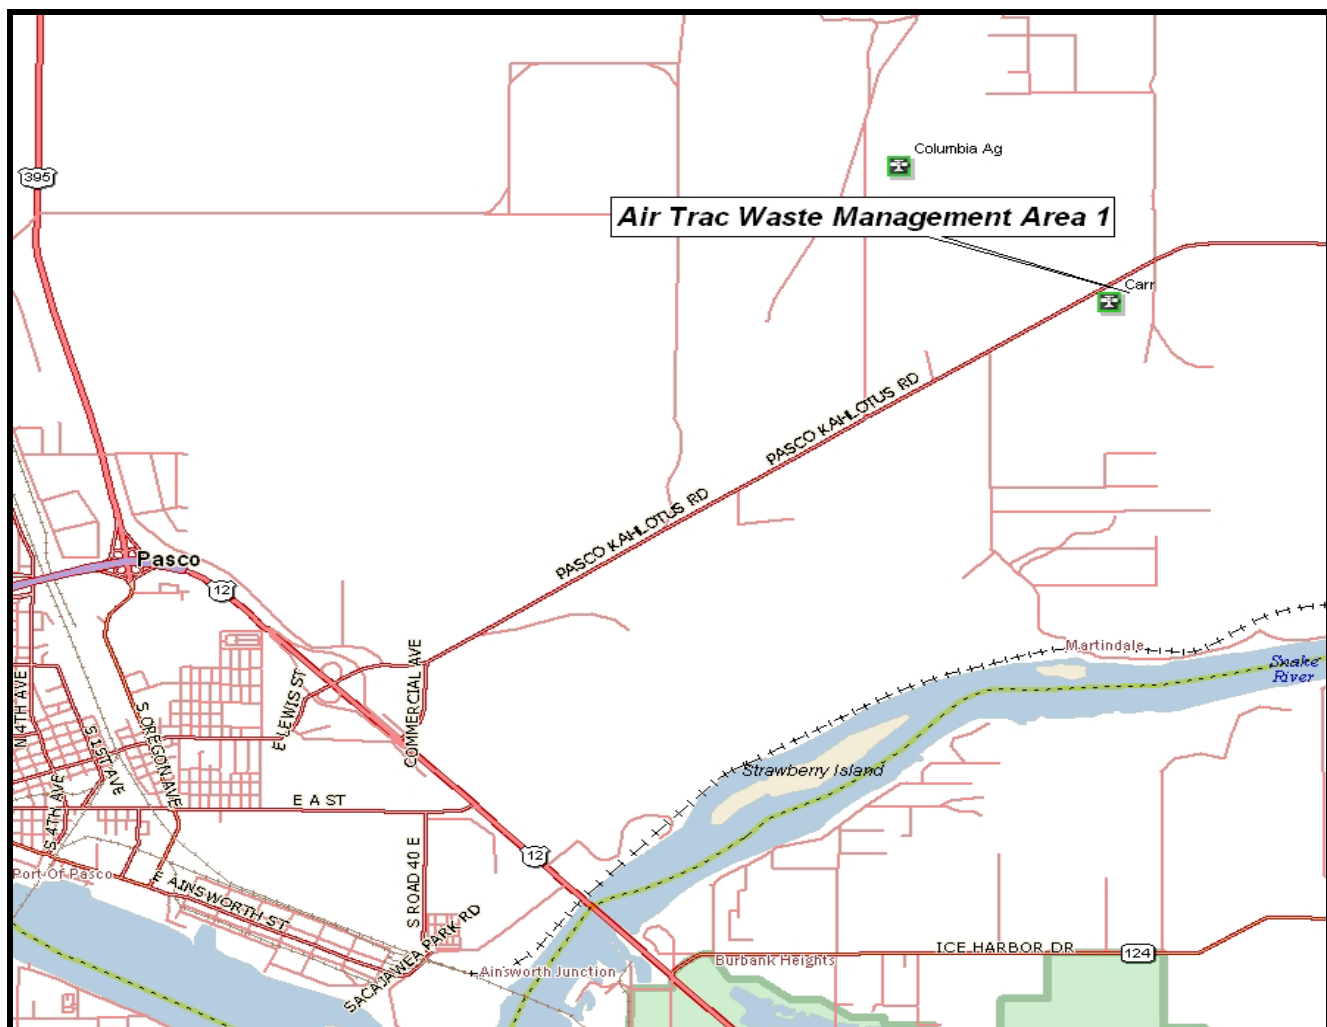 Columbia Ag
395
Air Trac Waste Management Area 1
Carr
PASCO KAHLOTUS RD
PASCO KAHLOTUS RD
Pasco
12
COMMERCIAL AVE
E LEWIS ST
N 4TH AVE
S 1ST AVE
S OREGON AVE
Martindale
Snake
River
Strawberry Island
E A ST
S 4TH AVE
12
Port Of Pasco
E AINSWORTH ST
S ROAD 40 E
SACAJAWEA PARK RD
Ainsworth Junction
Burbank Heights
ICE HARBOR DR
124